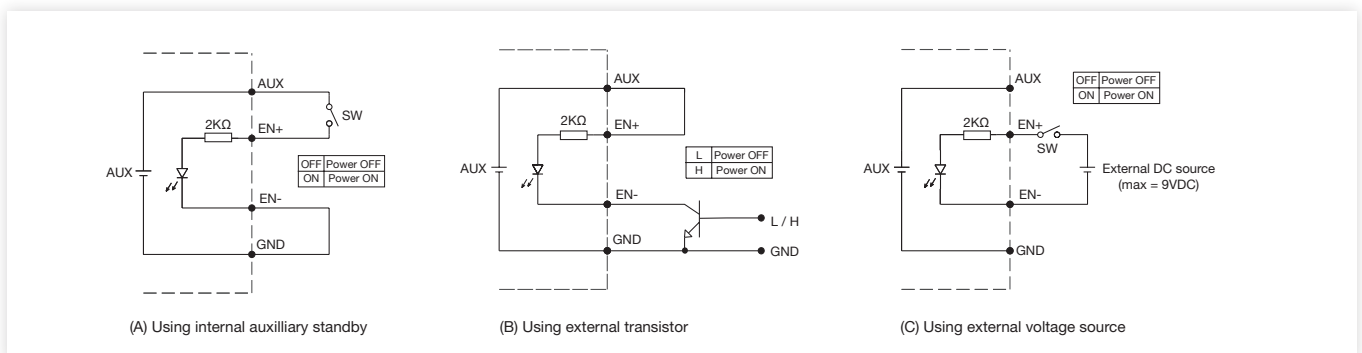 AUX
SW
2KΩ
EN+
OFF Power OFF
ON Power ON
AUX
EN-
GND
(A) Using internal auxilliary standby
AUX
2KΩ
EN+
L Power OFF
H Power ON
AUX
EN-
L / H
GND
GND
(B) Using external transistor
AUX
OFF Power OFF
ON Power ON
2KΩ
EN+
SW
AUX
External DC source
(max = 9VDC)
EN-
GND
(C) Using external voltage source